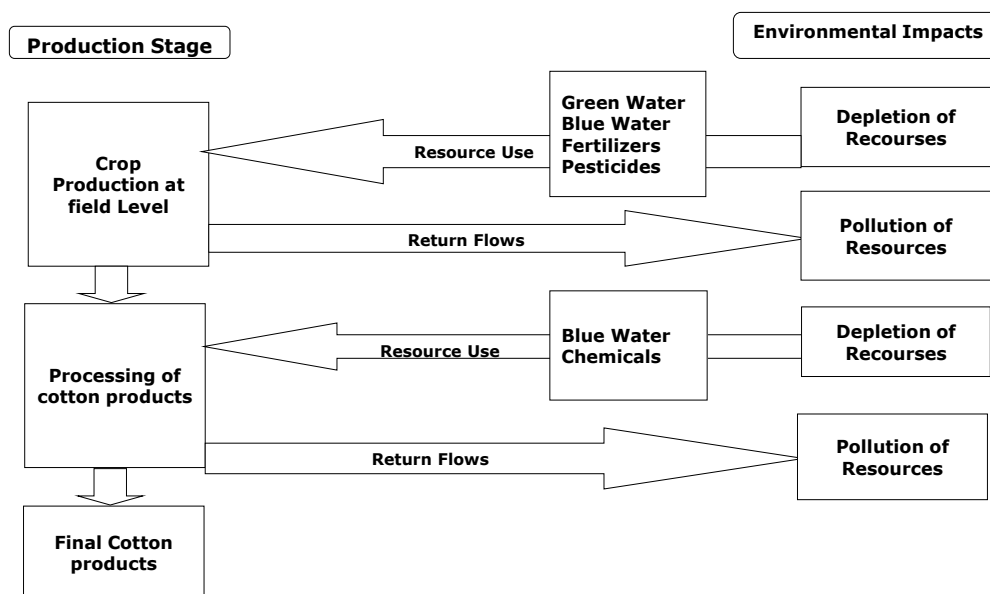 Production Stage
Environmental Impacts
Green Water
Blue Water
Fertilizers
Pesticides
Depletion of
Recourses
Resource Use
Crop
Production at
field Level
Return Flows
Pollution of
Resources
Blue Water
Chemicals
Depletion of
Recourses
Resource Use
Processing of
cotton products
Return Flows
Pollution of
Resources
Final Cotton
products